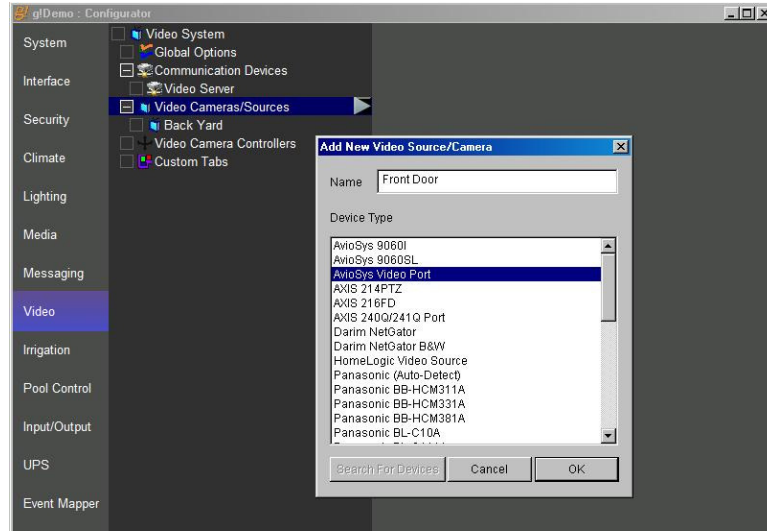 g!Demo : Configurator
System
Interface
Security
Climate
Lighting
Media
Messaging
Video
Irrigation
Pool Control
Input/Output
UPS
Event Mapper
Video System
Global Options
Communication Devices
Video Server
Video Cameras/Sources
Back Yard
Video Camera Controllers
Custom Tabs
Add New Video Source/Camera
Name Front Door
Device Type
AvioSys 9060I
AvioSys 9060SL
AvioSys Video Port
AXIS 214PTZ
AXIS 216FD
AXIS 240Q/241Q Port
Darim NetGator
Darim NetGator B&W
HomeLogic Video Source
Panasonic (Auto-Detect)
Panasonic BB-HCM311A
Panasonic BB-HCM331A
Panasonic BB-HCM381A
Panasonic BL-C10A
Search For Devices Cancel OK